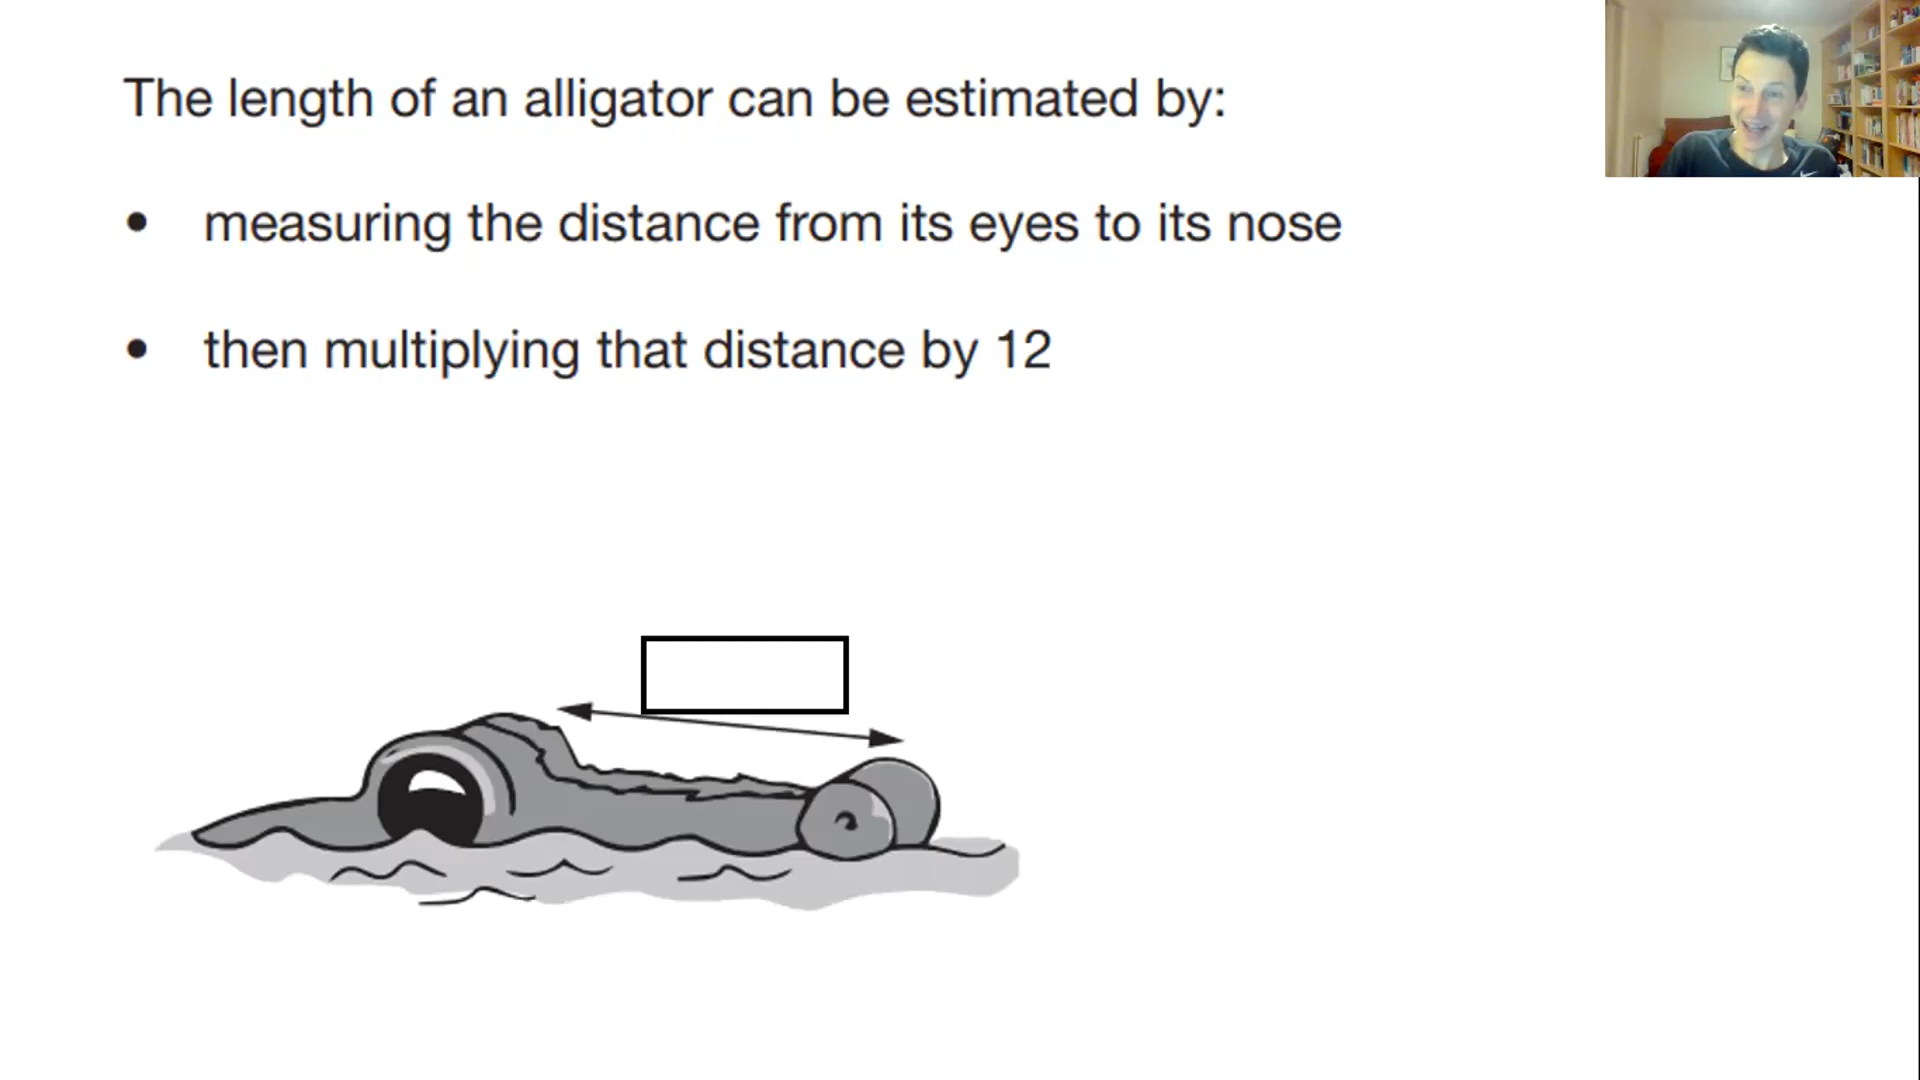 The length of an alligator can be estimated by:
• measuring the distance from its eyes to its nose
• then multiplying that distance by 12